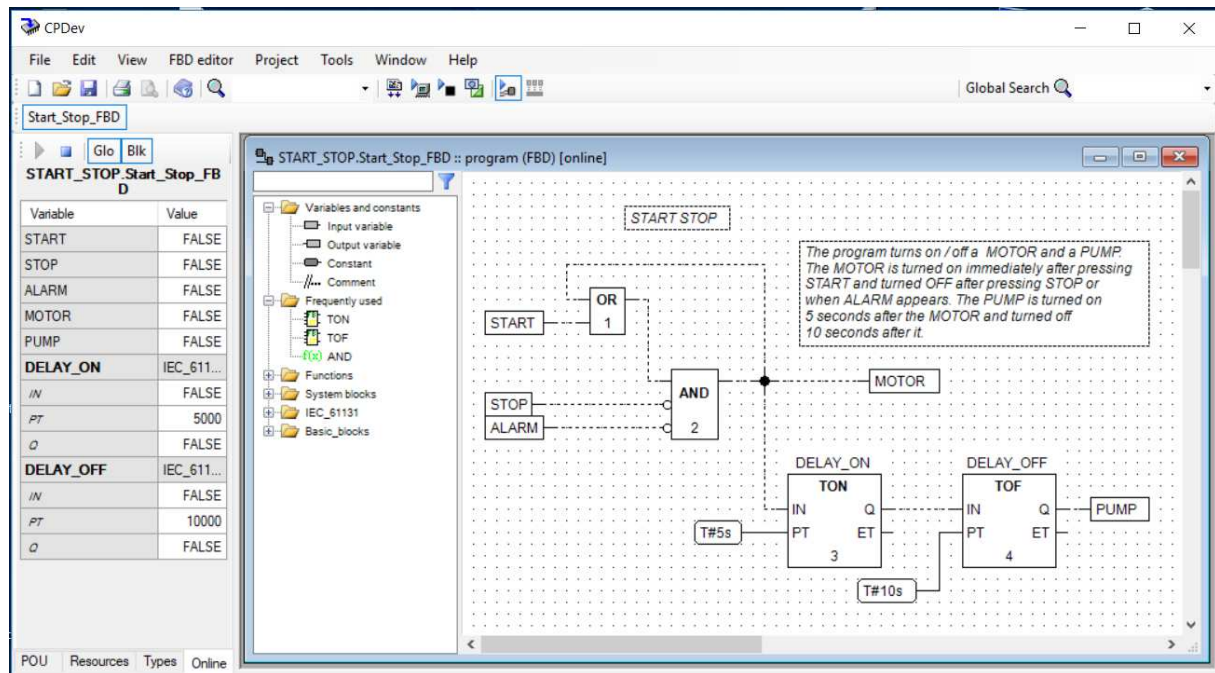 CPDev
File Edit View FBD editor Project Tools Window Help
Global Search
Start_Stop_FBD
Glo Blk
START_STOP.Start_Stop_FB
D
Variable Value
START FALSE
STOP FALSE
ALARM FALSE
MOTOR FALSE
PUMP FALSE
DELAY_ON IEC_611...
IN FALSE
PT 5000
Q FALSE
DELAY_OFF IEC_611...
IN FALSE
PT 10000
Q FALSE
POU Resources Types Online
START_STOP.Start_Stop_FBD :: program (FBD) [online]
Variables and constants
Input variable
Output variable
Constant
//... Comment
Frequently used
TON
TOF
f(x) AND
Functions
System blocks
IEC_61131
Basic_blocks
START STOP
The program turns on / off a MOTOR and a PUMP.
The MOTOR is turned on immediately after pressing
START and turned OFF after pressing STOP or
when ALARM appears. The PUMP is turned on
5 seconds after the MOTOR and turned off
10 seconds after it.
OR
START 1
MOTOR
AND
STOP
ALARM 2
DELAY_ON DELAY_OFF
TON TOF
IN Q IN Q PUMP
T#5s PT ET PT ET
3 4
T#10s